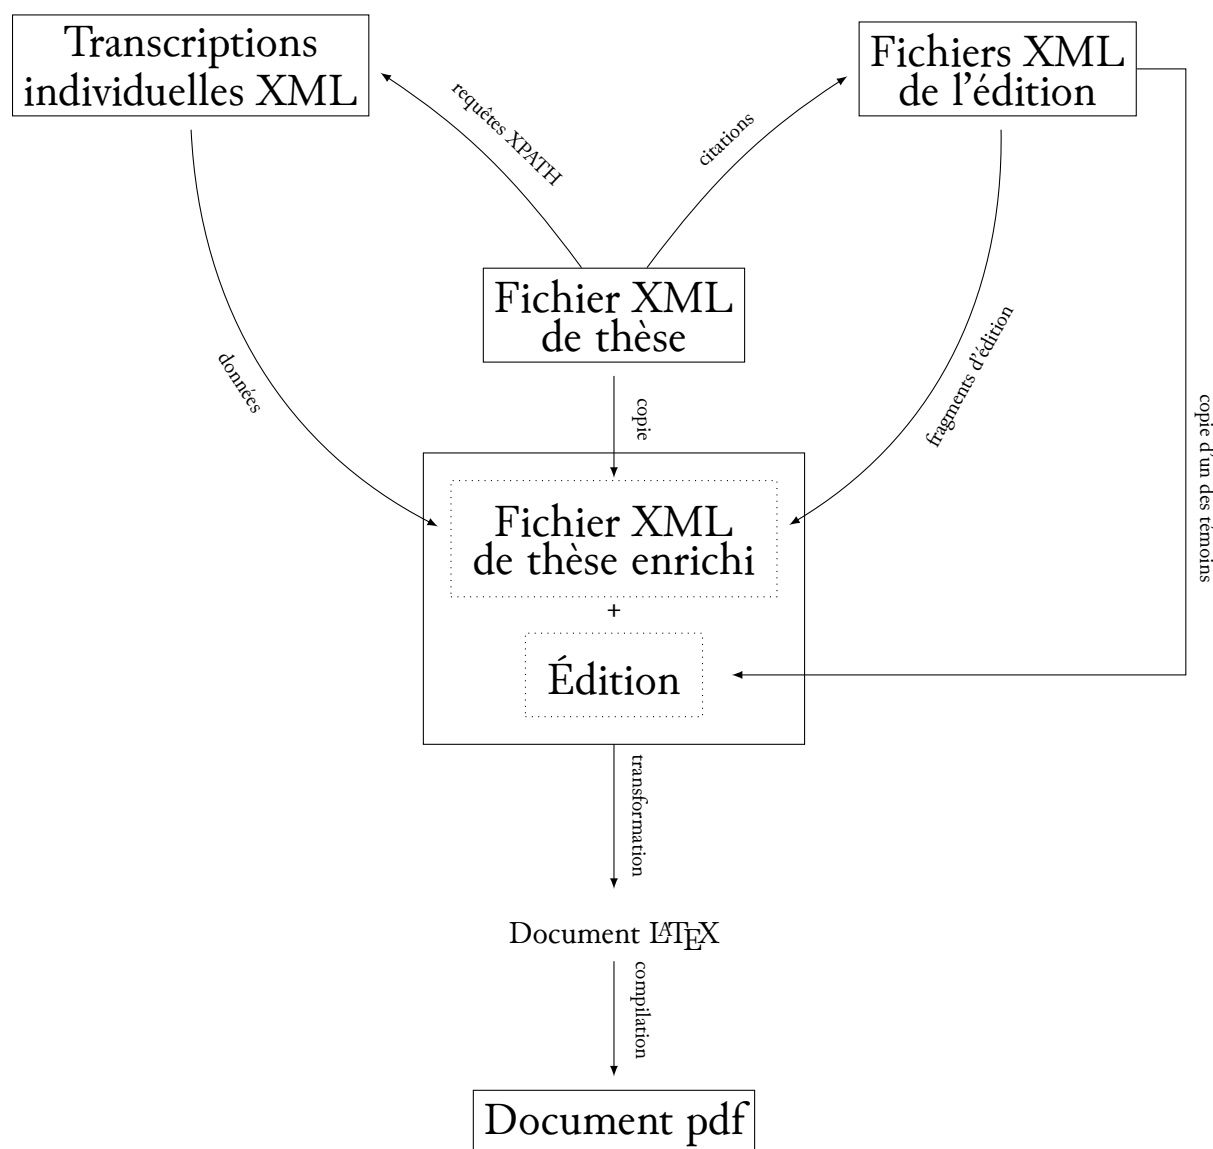 Transcriptions
individuelles XML
Fichiers XML
de l'édition
requêtes XPATH
citations
Fichier XML
de thèse
données
copie
fragments d'édition
copie d'un des témoins
Fichier XML
de thèse enrichi
+
Édition
transformation
Document LATEX
compilation
Document pdf